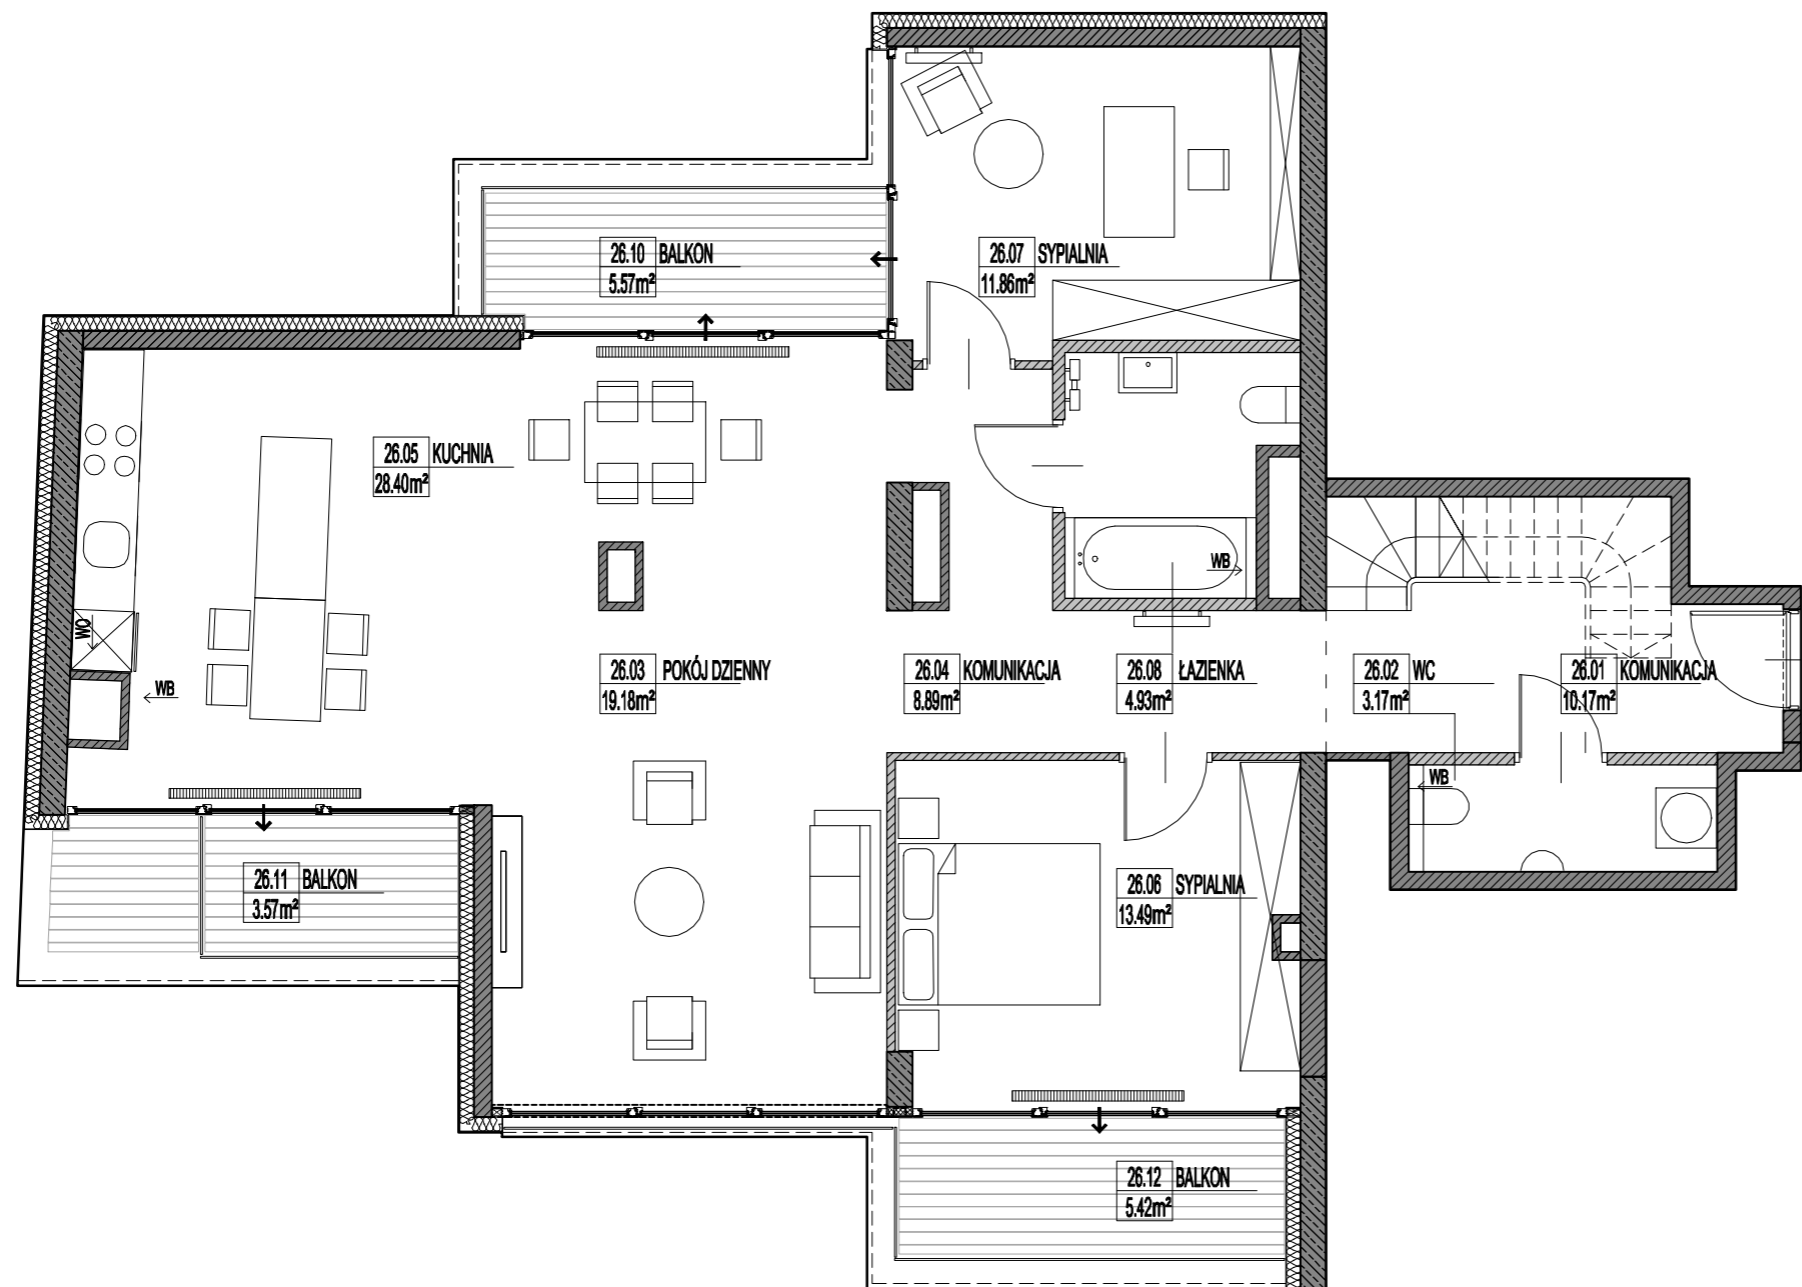 26.10 BALKON
5.57m²
26.07 SYPIALNIA
11.86m²
26.05 KUCHNIA
28.40m²
WB
WO
WB
26.03 POKÓJ DZIENNY
19.18m²
26.04 KOMUNIKACJA
8.89m²
26.08 ŁAZIENKA
4.93m²
26.02 WC
3.17m²
26.01 KOMUNIKACJA
10.17m²
WB
26.11 BALKON
3.57m²
26.06 SYPIALNIA
13.49m²
26.12 BALKON
5.42m²